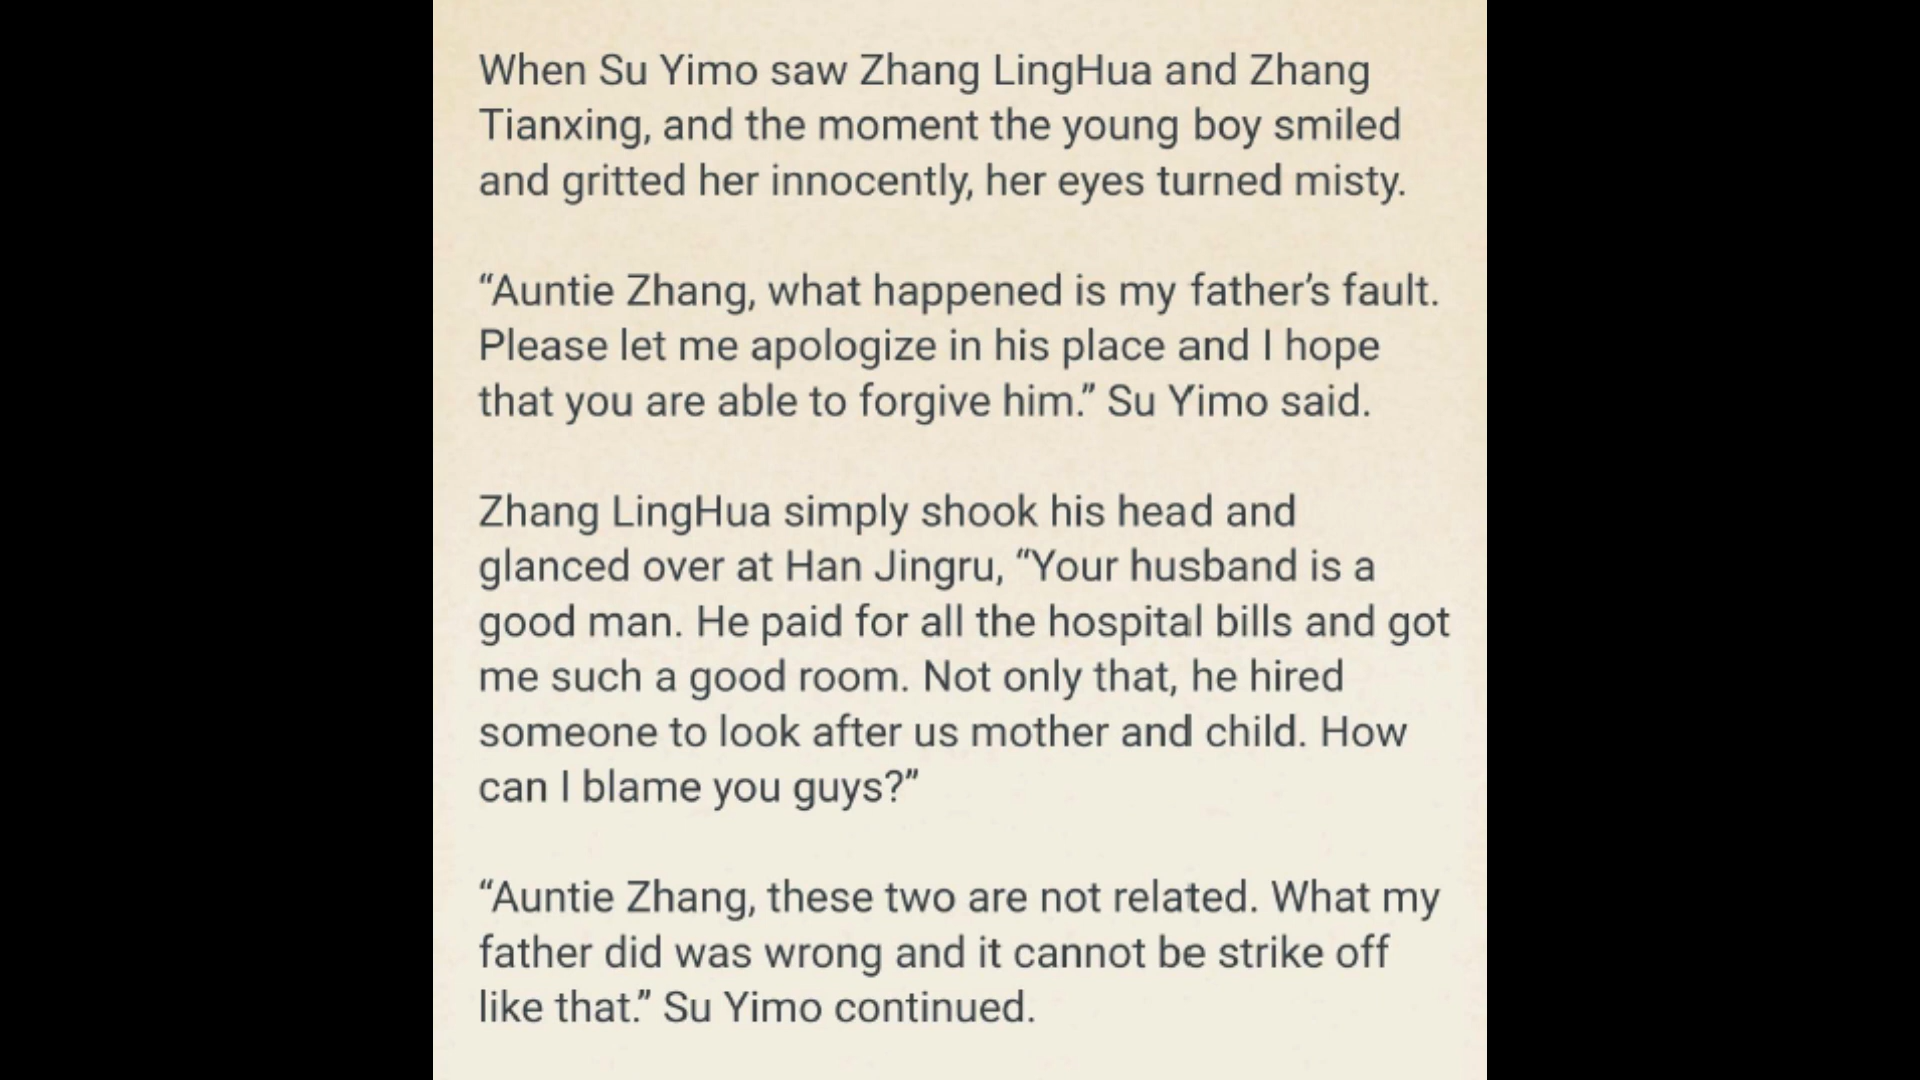 When Su Yimo saw Zhang LingHua and Zhang
Tianxing, and the moment the young boy smiled
and gritted her innocently, her eyes turned misty.
“Auntie Zhang, what happened is my father’s fault.
Please let me apologize in his place and I hope
that you are able to forgive him.” Su Yimo said.
Zhang LingHua simply shook his head and
glanced over at Han Jingru, “Your husband is a
good man. He paid for all the hospital bills and got
me such a good room. Not only that, he hired
someone to look after us mother and child. How
can I blame you guys?”
“Auntie Zhang, these two are not related. What my
father did was wrong and it cannot be strike off
like that.” Su Yimo continued.